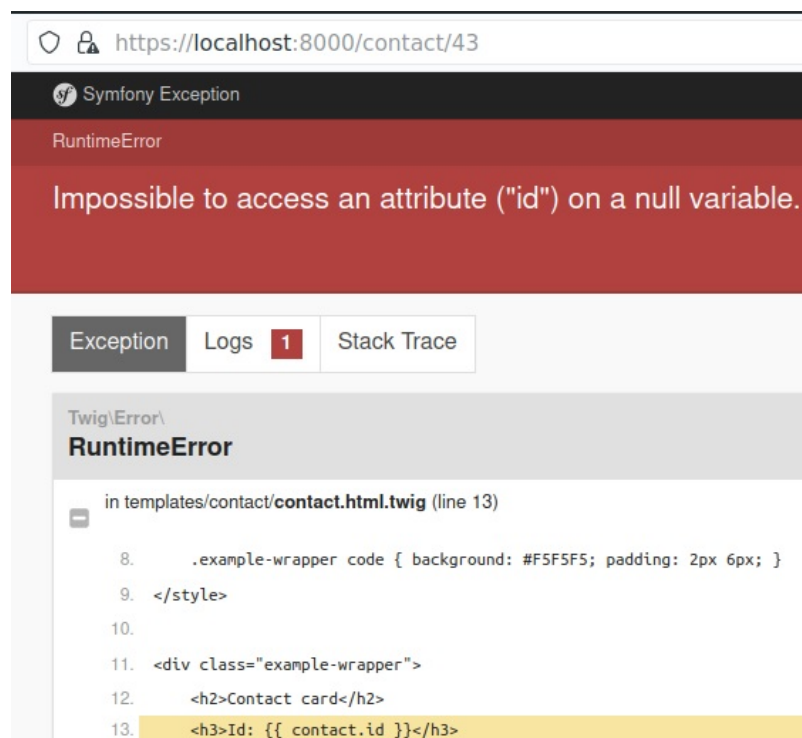 https://localhost:8000/contact/43
sf Symfony Exception
RuntimeError
Impossible to access an attribute ("id") on a null variable.
Exception Logs 1 Stack Trace
Twig\Error\
RuntimeError
in templates/contact/contact.html.twig (line 13)
8. .example-wrapper code { background: #F5F5F5; padding: 2px 6px; }
9. </style>
10.
11. <div class="example-wrapper">
12. <h2>Contact card</h2>
13. <h3>Id: {{ contact.id }}</h3>